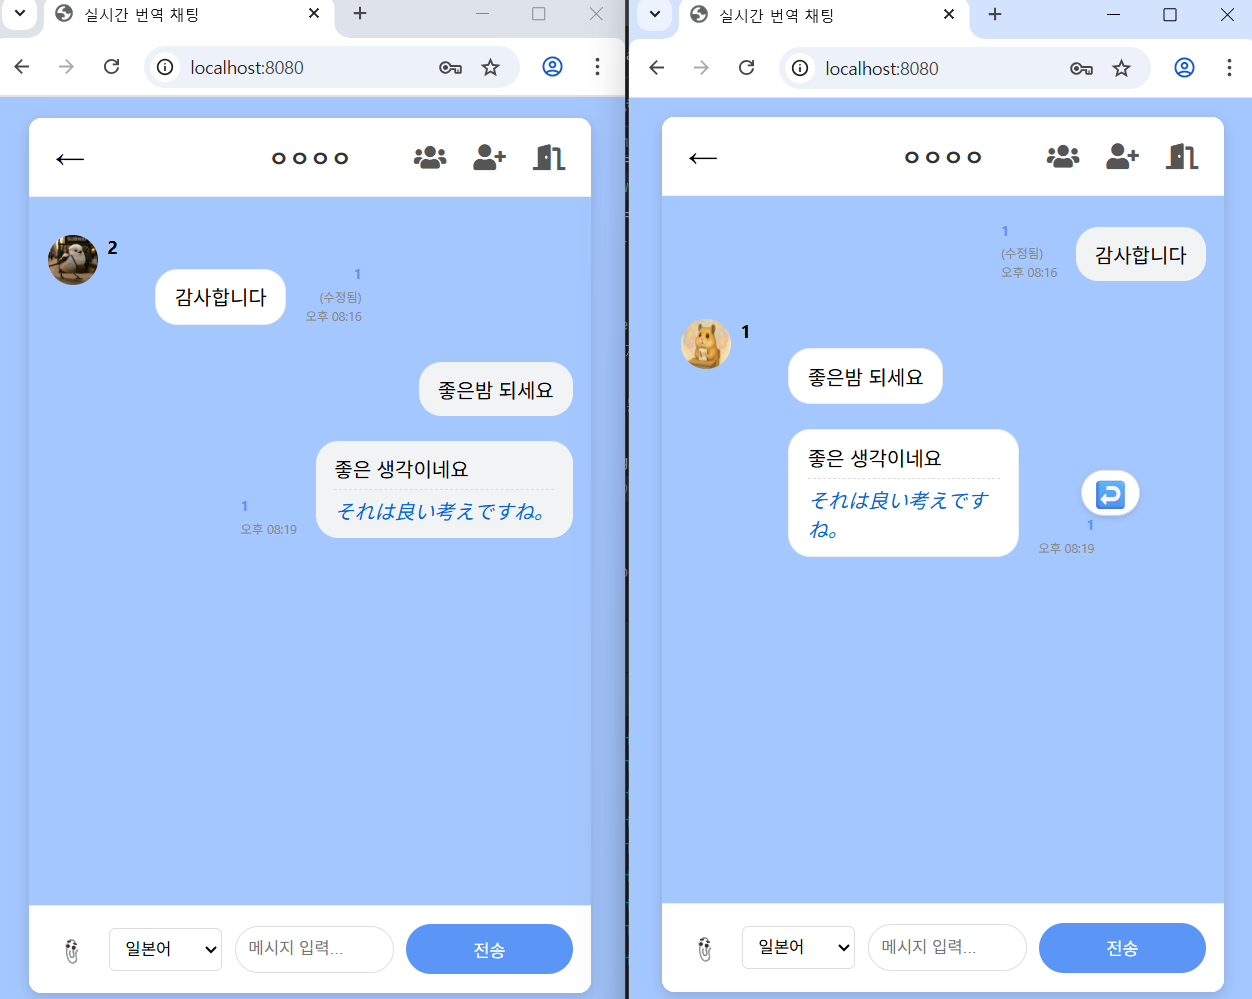 실시간 번역 채팅
localhost:8080
ㅇㅇㅇㅇ
2
감사합니다
1
(수정됨)
오후 08:16
좋은밤 되세요
좋은 생각이네요
それは良い考えですね。
1
오후 08:19
일본어
메시지 입력...
전송
실시간 번역 채팅
localhost:8080
ㅇㅇㅇㅇ
1
(수정됨)
오후 08:16
감사합니다
1
좋은밤 되세요
좋은 생각이네요
それは良い考えです
ね。
1
오후 08:19
일본어
메시지 입력...
전송